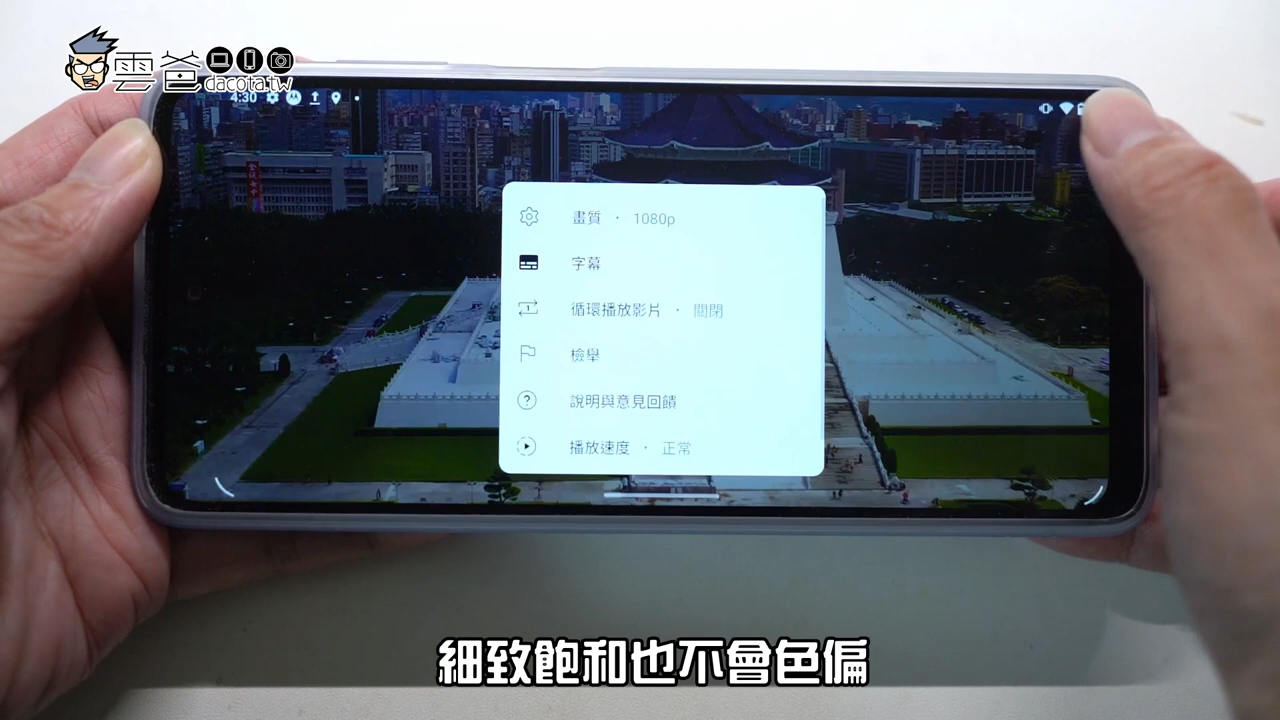 雲爸
dacota.tw
4:30
畫質 · 1080p
字幕
循環播放影片 · 關閉
檢舉
說明與意見回饋
播放速度 · 正常
細致飽和也不會色偏